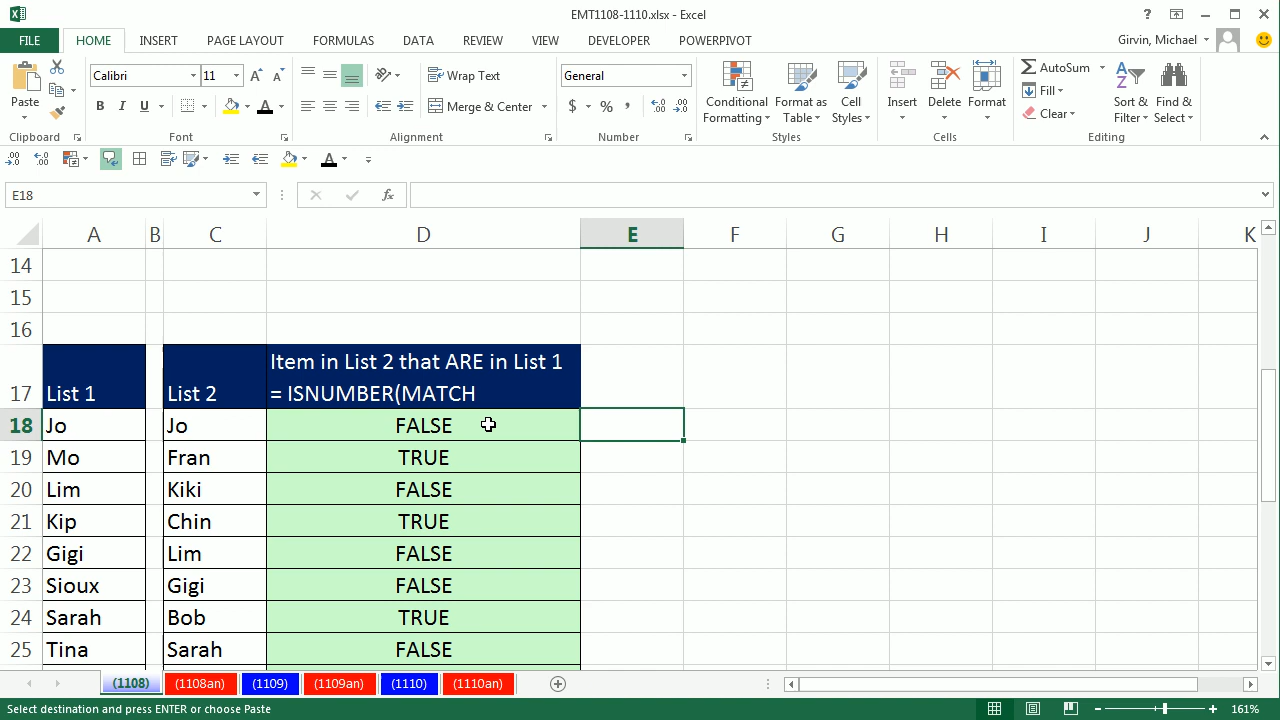 EMT1108-1110.xlsx - Excel
FILE HOME INSERT PAGE LAYOUT FORMULAS DATA REVIEW VIEW DEVELOPER POWERPIVOT Girvin, Michael
Calibri 11 Wrap Text General AutoSum
Paste Conditional Formatting Format as Table Cell Styles Insert Delete Format Fill Sort & Filter Find & Select
B I U A Merge & Center $ % , Clear
Clipboard Font Alignment Number Styles Cells Editing
E18 fx
A B C D E F G H I J K
14
15
16
Item in List 2 that ARE in List 1
17 List 1 List 2 = ISNUMBER(MATCH
18 Jo Jo FALSE
19 Mo Fran TRUE
20 Lim Kiki FALSE
21 Kip Chin TRUE
22 Gigi Lim FALSE
23 Sioux Gigi FALSE
24 Sarah Bob TRUE
25 Tina Sarah FALSE
(1108) (1108an) (1109) (1109an) (1110) (1110an)
Select destination and press ENTER or choose Paste 161%